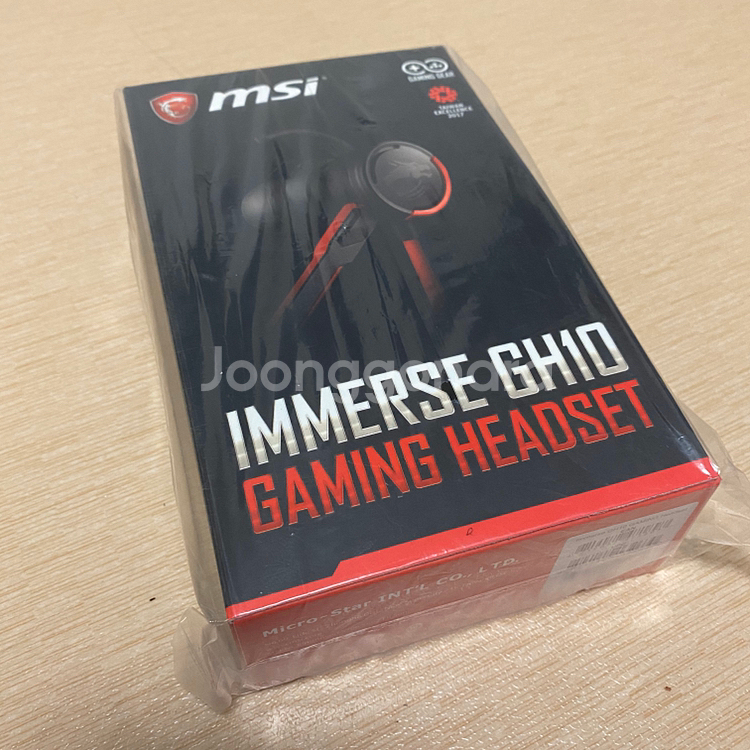 msi
GAMING GEAR
TAIWAN
EXCELLENCE
2017
Joonggonara
IMMERSE GH10
GAMING HEADSET
Micro-Star INT'L CO., LTD.